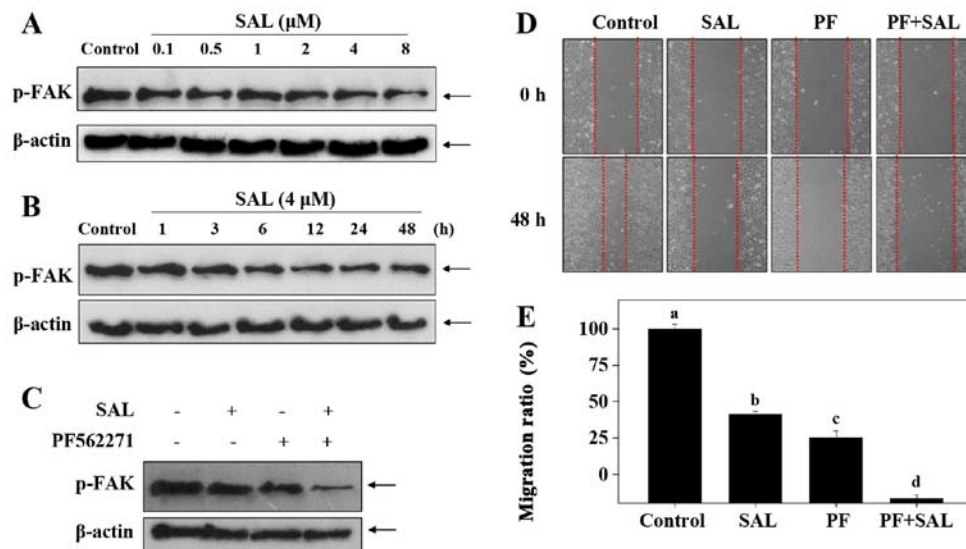 A
SAL (μM)
Control 0.1 0.5 1 2 4 8
p-FAK
β-actin
B
SAL (4 μM)
Control 1 3 6 12 24 48 (h)
p-FAK
β-actin
C
SAL - + - +
PF562271 - - + +
p-FAK
β-actin
D
Control SAL PF PF+SAL
0 h
48 h
E
Migration ratio (%)
100
75
50
25
0
a
b
c
d
Control SAL PF PF+SAL